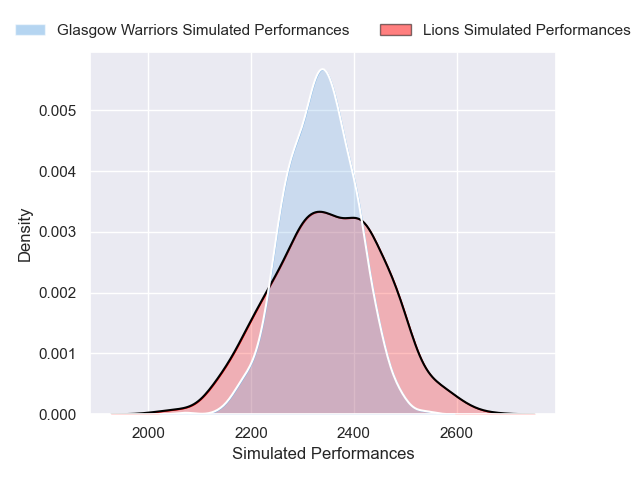 Glasgow Warriors Simulated Performances
Lions Simulated Performances
0.005
0.004
0.003
0.002
0.001
0.000
Density
2000
2200
2400
2600
Simulated Performances